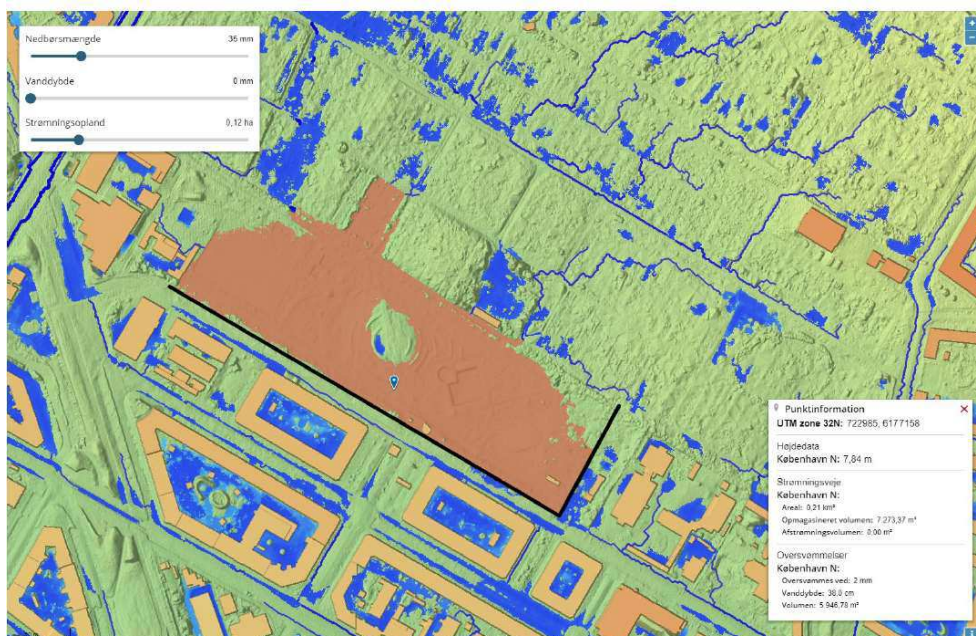 Nedbørsmængde 36 mm
Vanddybde 0 mm
Strømningsopland 0,12 ha
Punktinformation
UTM zone 32N: 722985, 6177158
Højdedata
København N: 7,84 m
Strømningsveje
København N:
Areal: 0,21 km²
Opmagasineret volumen: 7 273,37 m³
Afstrømningsvolumen: 0,00 m³
Oversvømmelser
København N:
Oversvømmes ved: 2 mm
Vanddybde: 38,0 cm
Volumen: 5 946,78 m³